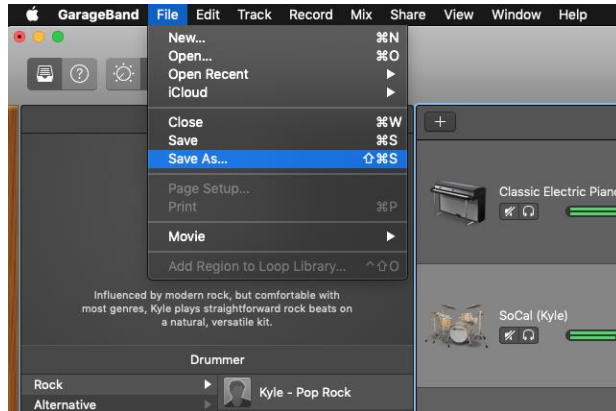 GarageBand File Edit Track Record Mix Share View Window Help
New... ⌘N
Open... ⌘O
Open Recent ▶
iCloud ▶
Close ⌘W
Save ⌘S
Save As... ⇧⌘S
Page Setup...
Print ⌘P
Movie ▶
Add Region to Loop Library... ^⇧O
Influenced by modern rock, but comfortable with
most genres, Kyle plays straightforward rock beats on
a natural, versatile kit.
Drummer
Rock ▶
Alternative ▶
Kyle - Pop Rock
+
Classic Electric Piano
SoCal (Kyle)